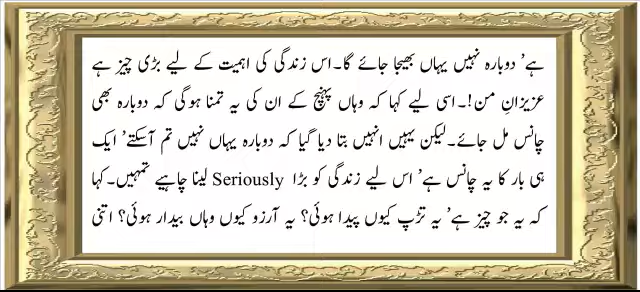 ہے’ دوبارہ نہیں یہاں بھیجا جائے گا۔اس زندگی کی اہمیت کے لیے بڑی چیز ہے
عزیزانِ من!۔اسی لیے کہا کہ وہاں پہنچ کے ان کی یہ تمنا ہوگی کہ دوبارہ بھی
چانس مل جائے۔لیکن یہیں انہیں بتا دیا گیا کہ دوبارہ یہاں نہیں تم آسکتے’ ایک
ہی بار کا یہ چانس ہے’ اس لیے زندگی کو بڑا Seriously لینا چاہیے تمہیں۔کہا
کہ یہ جو چیز ہے’ یہ تڑپ کیوں پیدا ہوئی؟ یہ آرزو کیوں وہاں بیدار ہوئی؟ اتنی